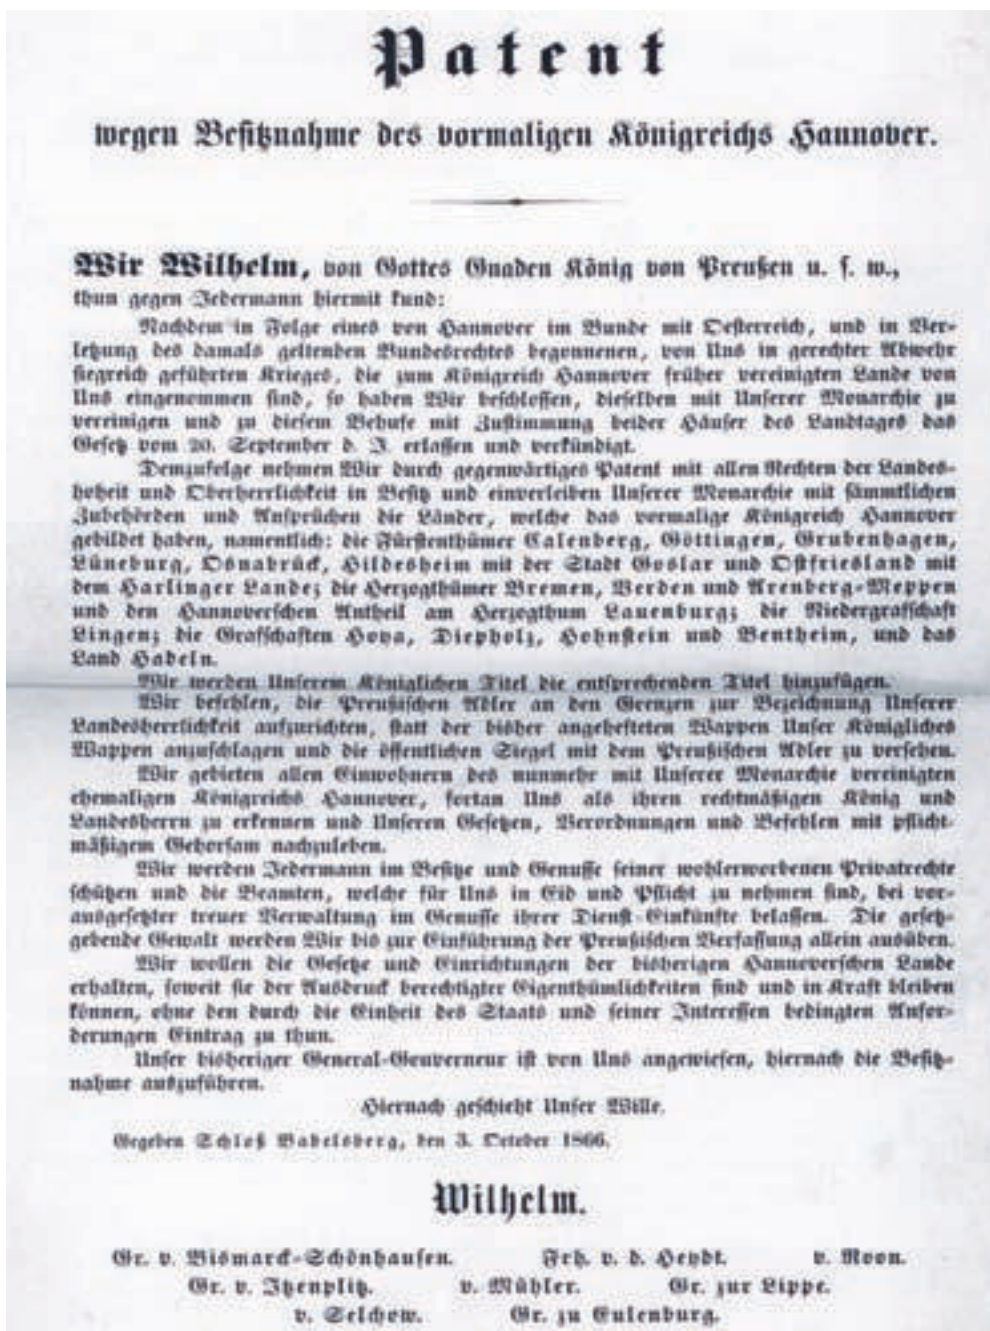 Patent
wegen Besitznahme des vormaligen Königreichs Hannover.
Wir Wilhelm, von Gottes Gnaden König von Preußen u. s. w.,
thun gegen Jedermann hiermit kund:
Nachdem in Folge eines von Hannover im Bunde mit Oesterreich, und in Ver-
letzung des damals geltenden Bundesrechtes begonnenen, von Uns in gerechter Abwehr
siegreich geführten Krieges, die zum Königreich Hannover früher vereinigten Lande von
Uns eingenommen sind, so haben Wir beschlossen, dieselben mit Unserer Monarchie zu
vereinigen und zu diesem Behufe mit Zustimmung beider Häuser des Landtages das
Gesetz vom 20. September d. J. erlassen und verkündigt.
Demzufolge nehmen Wir durch gegenwärtiges Patent mit allen Rechten der Landes-
hoheit und Oberherrlichkeit in Besitz und einverleiben Unserer Monarchie mit sämmtlichen
Zubehörden und Ansprüchen die Länder, welche das vormalige Königreich Hannover
gebildet haben, namentlich: die Fürstenthümer Calenberg, Göttingen, Grubenhagen,
Lüneburg, Osnabrück, Hildesheim mit der Stadt Goslar und Ostfriesland mit
dem Harlinger Lande; die Herzogthümer Bremen, Verden und Arenberg-Meppen
und den Hannoverschen Antheil am Herzogthum Lauenburg; die Niedergrafschaft
Lingen; die Grafschaften Hoya, Diepholz, Hohnstein und Bentheim, und das
Land Hadeln.
Wir werden Unserem Königlichen Titel die entsprechenden Titel hinzufügen.
Wir befehlen, die Preußischen Adler an den Grenzen zur Bezeichnung Unserer
Landesherrlichkeit aufzurichten, statt der bisher angehefteten Wappen Unser Königliches
Wappen anzuschlagen und die öffentlichen Siegel mit dem Preußischen Adler zu versehen.
Wir gebieten allen Einwohnern des nunmehr mit Unserer Monarchie vereinigten
ehemaligen Königreichs Hannover, fortan Uns als ihren rechtmäßigen König und
Landesherrn zu erkennen und Unseren Gesetzen, Verordnungen und Befehlen mit pflicht-
mäßigem Gehorsam nachzuleben.
Wir werden Jedermann im Besitze und Genusse seiner wohlerworbenen Privatrechte
schützen und die Beamten, welche für Uns in Eid und Pflicht zu nehmen sind, bei vor-
ausgesetzter treuer Verwaltung im Genusse ihrer Dienst-Einkünfte belassen. Die gesetz-
gebende Gewalt werden Wir bis zur Einführung der Preußischen Verfassung allein ausüben.
Wir wollen die Gesetze und Einrichtungen der bisherigen Hannoverschen Lande
erhalten, soweit sie der Ausdruck berechtigter Eigenthümlichkeiten sind und in Kraft bleiben
können, ohne den durch die Einheit des Staats und seiner Interessen bedingten Anfor-
derungen Eintrag zu thun.
Unser bisheriger General-Gouverneur ist von Uns angewiesen, hiernach die Besitz-
nahme auszuführen.
Hiernach geschieht Unser Wille.
Gegeben Schloß Babelsberg, den 3. October 1866.
Wilhelm.
Gr. v. Bismarck-Schönhausen. Frh. v. d. Heydt. v. Roon.
Gr. v. Itzenplitz. v. Mühler. Gr. zur Lippe.
v. Selchow. Gr. zu Eulenburg.